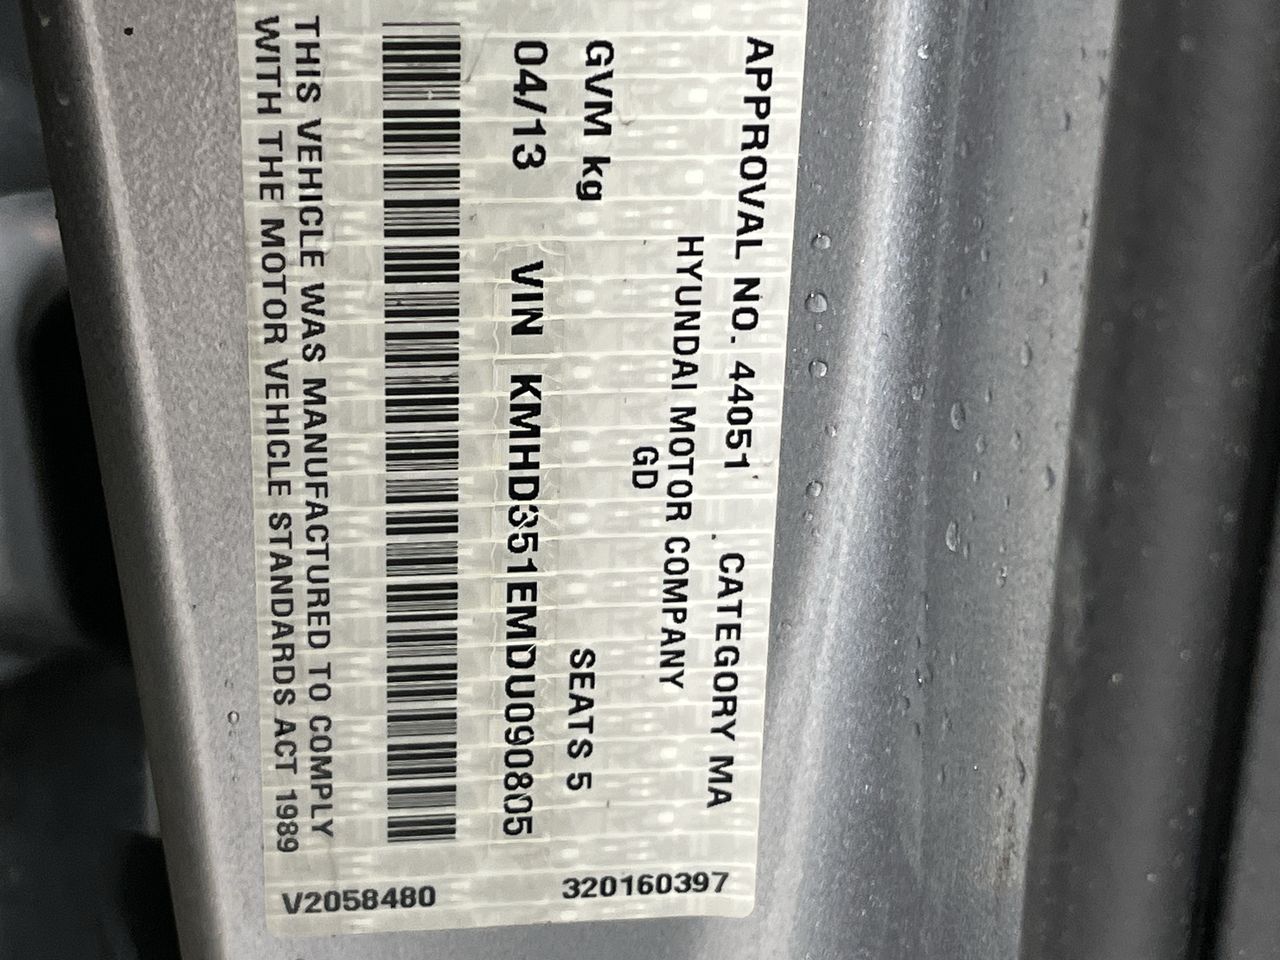 APPROVAL NO. 44051 CATEGORY MA
HYUNDAI MOTOR COMPANY
GD
GVM kg SEATS 5
04/13 VIN KMHD351EMDU090805
THIS VEHICLE WAS MANUFACTURED TO COMPLY
WITH THE MOTOR VEHICLE STANDARDS ACT 1989
320160397
V2058480